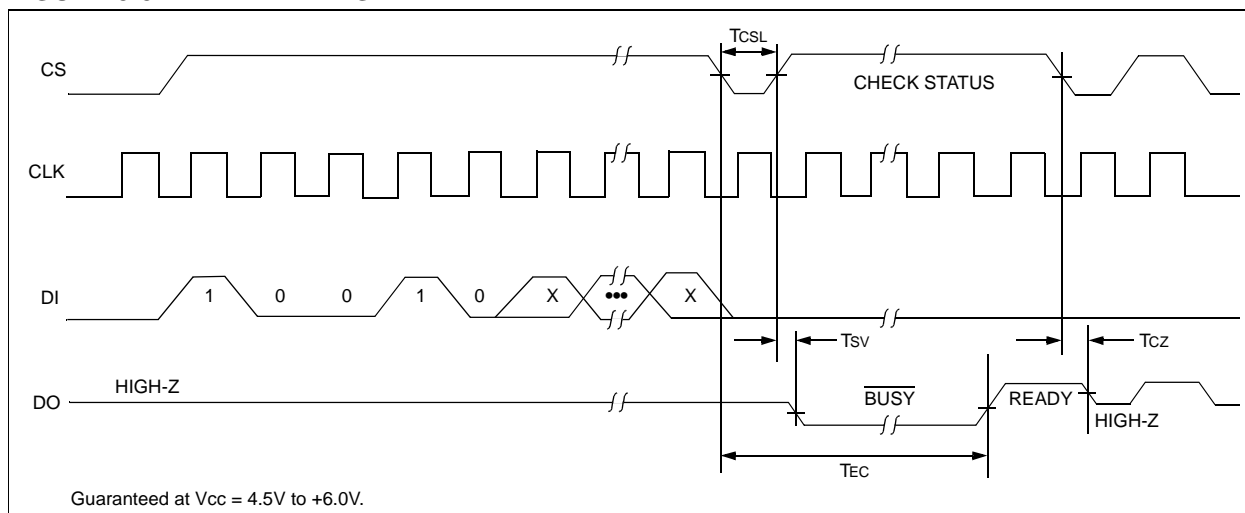 TCSL
CS
CHECK STATUS
CLK
DI
1 0 0 1 0 X ••• X
TSV
TCZ
HIGH-Z
DO
BUSY
READY
HIGH-Z
TEC
Guaranteed at Vcc = 4.5V to +6.0V.